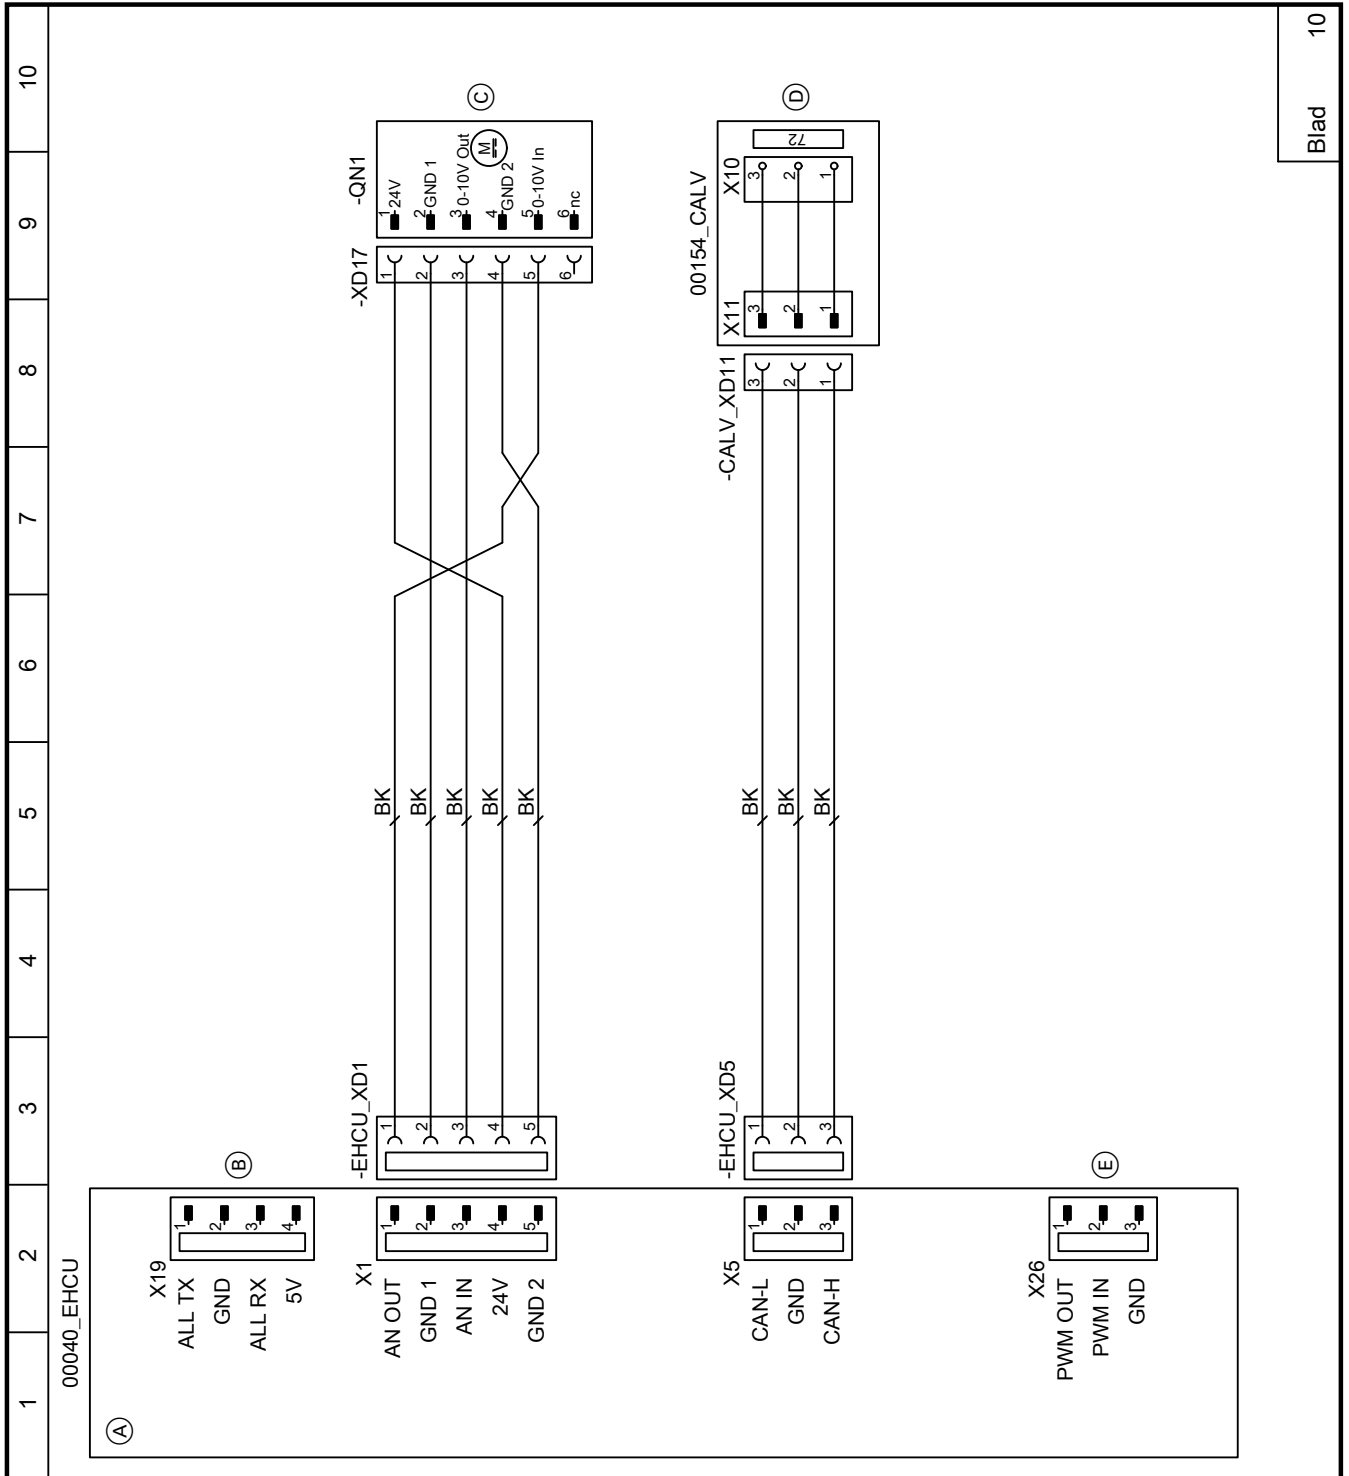 1
2
3
4
5
6
7
8
9
10
Blad 10
00040_EHCU
A
B
X19
ALL TX 1
GND 2
ALL RX 3
5V 4
X1
AN OUT 1
GND 1 2
AN IN 3
24V 4
GND 2 5
-EHCU_XD1
1
2
3
4
5
BK
BK
BK
BK
BK
-XD17
1
2
3
4
5
6
-QN1
C
1 24V
2 GND 1
3 0-10V Out
4 GND 2
5 0-10V In
6 nc
M
X5
CAN-L 1
GND 2
CAN-H 3
-EHCU_XD5
1
2
3
BK
BK
BK
-CALV_XD11
3
2
1
00154_CALV
D
X11
3
2
1
X10
3
2
1
72
E
X26
PWM OUT 1
PWM IN 2
GND 3